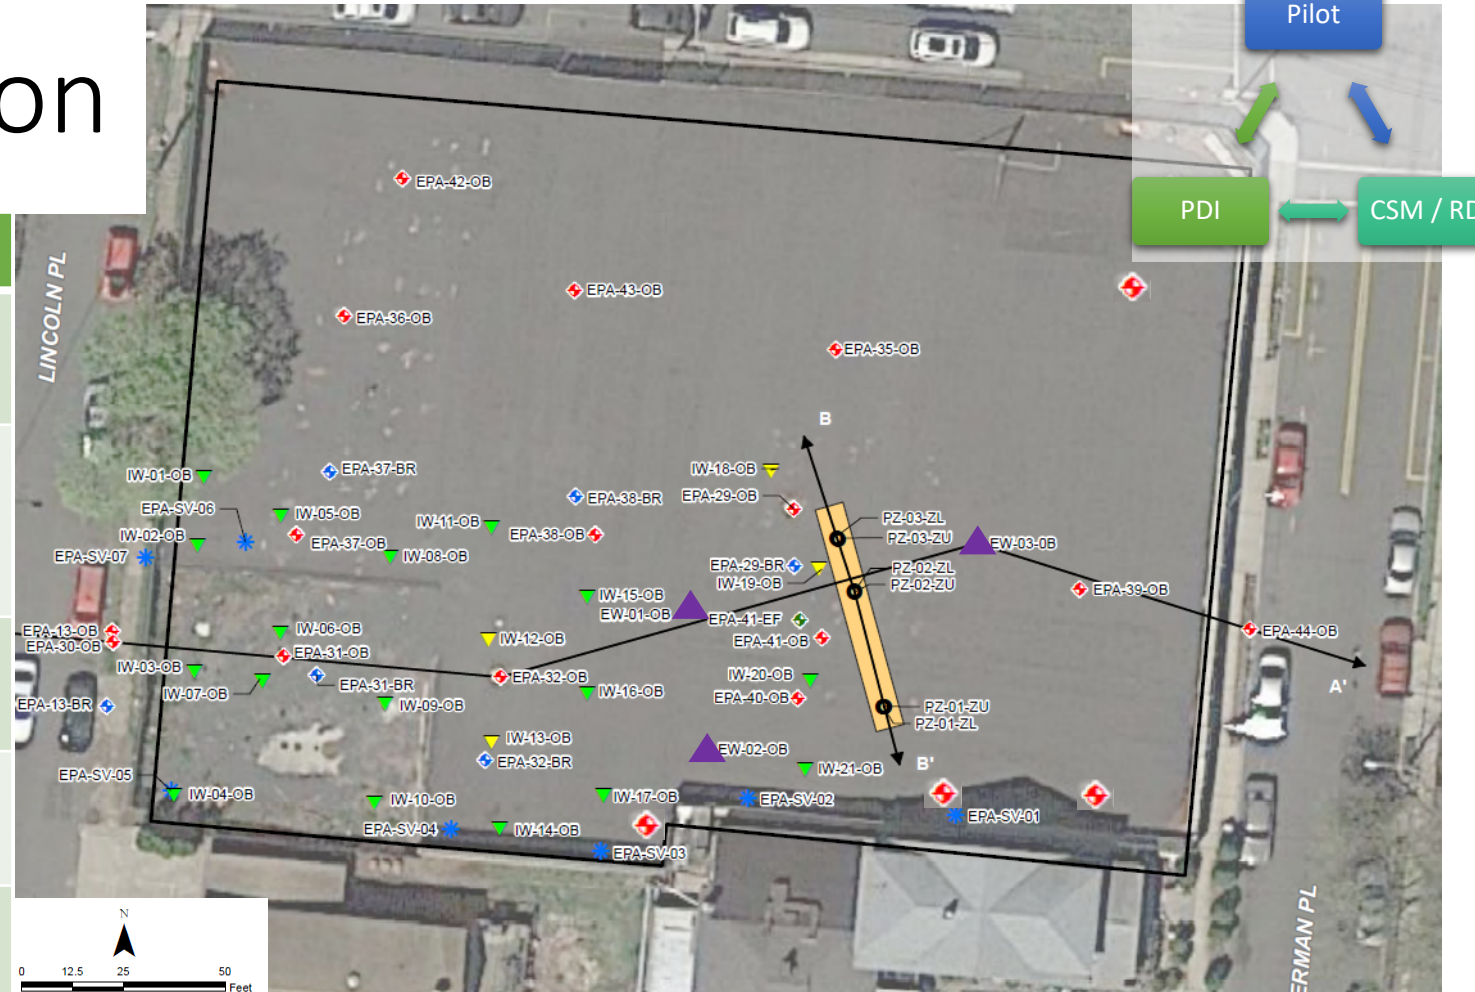 on
Pilot
PDI
CSM / RD
EPA-42-OB
LINCOLN PL
EPA-43-OB
EPA-36-OB
EPA-35-OB
B
IW-01-OB
EPA-37-BR
IW-18-OB
EPA-29-OB
EPA-38-BR
EPA-SV-06
IW-05-OB
IW-11-OB
PZ-03-ZL
IW-02-OB
EPA-37-OB
EPA-38-OB
PZ-03-ZU
EW-03-0B
EPA-SV-07
IW-08-OB
EPA-29-BR
PZ-02-ZL
IW-19-OB
PZ-02-ZU
EPA-39-OB
IW-15-OB
EW-01-OB
EPA-41-EF
EPA-13-OB
IW-06-OB
IW-12-OB
EPA-41-OB
EPA-44-OB
EPA-30-OB
EPA-31-OB
IW-03-OB
EPA-32-OB
IW-20-OB
A'
IW-07-OB
EPA-31-BR
IW-16-OB
EPA-40-OB
EPA-13-BR
IW-09-OB
PZ-01-ZU
PZ-01-ZL
IW-13-OB
EW-02-OB
EPA-32-BR
B'
EPA-SV-05
IW-21-OB
IW-04-OB
IW-10-OB
IW-17-OB
EPA-SV-02
EPA-SV-04
IW-14-OB
EPA-SV-01
EPA-SV-03
ERMAN PL
N
0 12.5 25 50
Feet